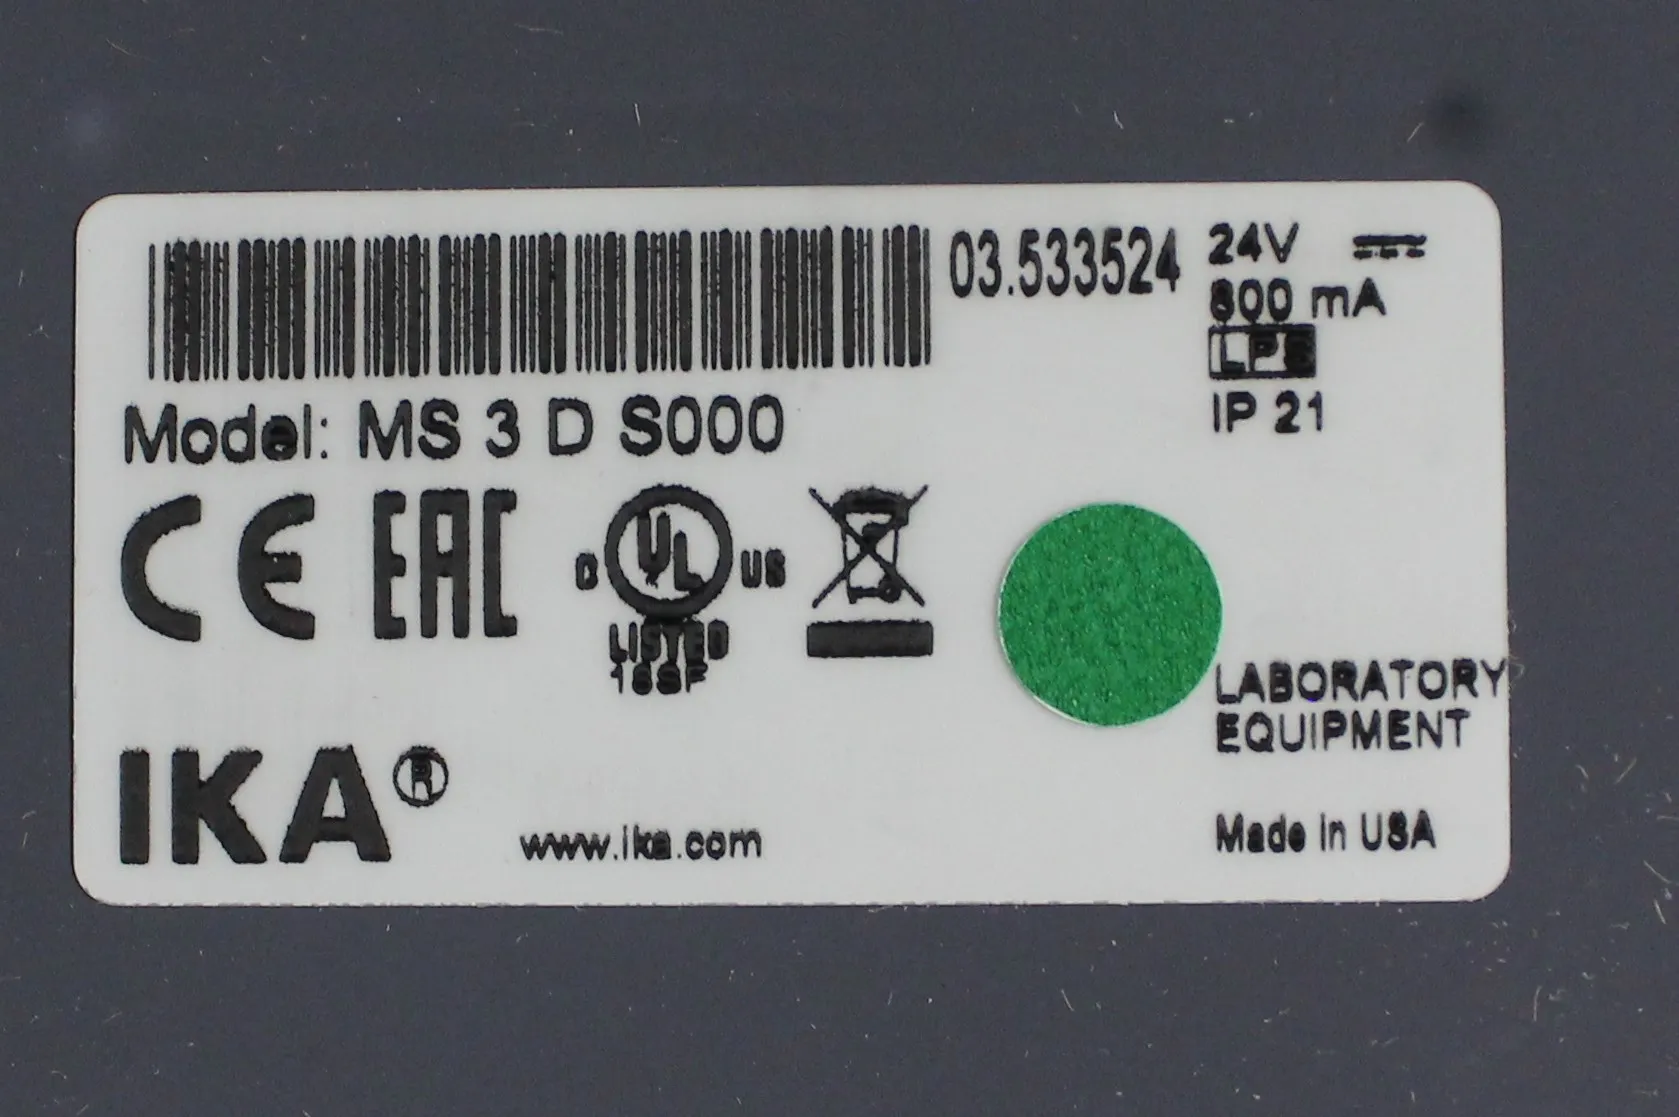 03.533524
24V
800 mA
LPS
IP 21
Model: MS 3 D S000
CE EAC
C UL US
LISTED
LABORATORY
EQUIPMENT
IKA®
www.ika.com
Made in USA